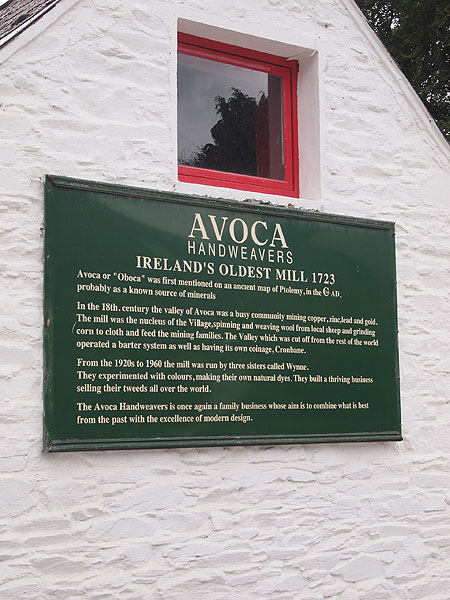 AVOCA
HANDWEAVERS
IRELAND'S OLDEST MILL 1723
Avoca or "Oboca" was first mentioned on an ancient map of Ptolemy, in the AD,
probably as a known source of minerals
In the 18th. century the valley of Avoca was a busy community mining copper, zinc, lead and gold.
The mill was the nucleus of the Village,spinning and weaving wool from local sheep and grinding
corn to cloth and feed the mining families. The Valley which was cut off from the rest of the world
operated a barter system as well as having its own coinage, Cronbane.
From the 1920s to 1960 the mill was run by three sisters called Wynne.
They experimented with colours, making their own natural dyes. They built a thriving business
selling their tweeds all over the world.
The Avoca Handweavers is once again a family business whose aim is to combine what is best
from the past with the excellence of modern design.